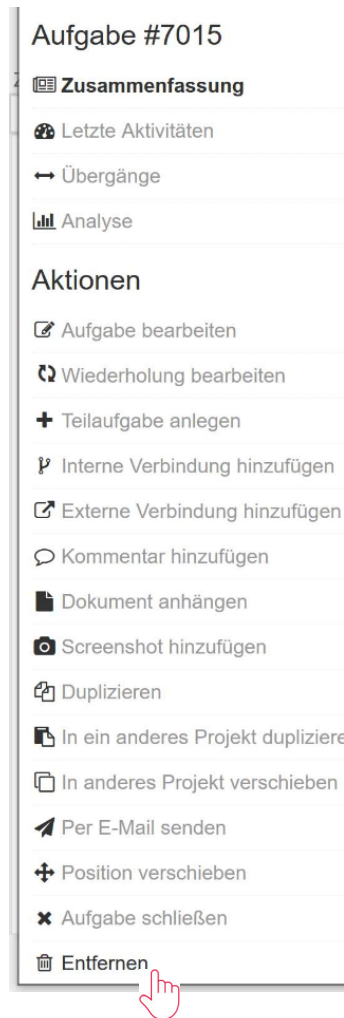 Aufgabe #7015
Zusammenfassung
Letzte Aktivitäten
Übergänge
Analyse
Aktionen
Aufgabe bearbeiten
Wiederholung bearbeiten
Teilaufgabe anlegen
Interne Verbindung hinzufügen
Externe Verbindung hinzufügen
Kommentar hinzufügen
Dokument anhängen
Screenshot hinzufügen
Duplizieren
In ein anderes Projekt duplizieren
In anderes Projekt verschieben
Per E-Mail senden
Position verschieben
Aufgabe schließen
Entfernen